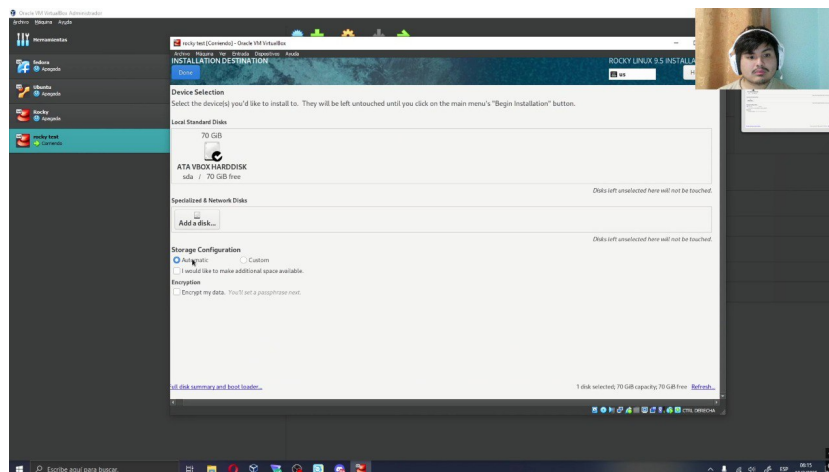 Oracle VM VirtualBox Administrador
Archivo Máquina Ayuda
Herramientas
fedora
Apagada
Ubuntu
Apagada
Rocky
Apagada
rocky test
Corriendo
rocky test [Corriendo] - Oracle VM VirtualBox
Archivo Máquina Ver Entrada Dispositivos Ayuda
INSTALLATION DESTINATION
ROCKY LINUX 9.5 INSTALLA
Done
us
H
Device Selection
Select the device(s) you'd like to install to. They will be left untouched until you click on the main menu's "Begin Installation" button.
Local Standard Disks
70 GiB
ATA VBOX HARDDISK
sda / 70 GiB free
Disks left unselected here will not be touched.
Specialized & Network Disks
Add a disk...
Disks left unselected here will not be touched.
Storage Configuration
Automatic Custom
I would like to make additional space available.
Encryption
Encrypt my data. You'll set a passphrase next.
ull disk summary and boot loader...
1 disk selected; 70 GiB capacity; 70 GiB free Refresh...
CTRL DERECHA
Escribe aquí para buscar.
ESP
06:15